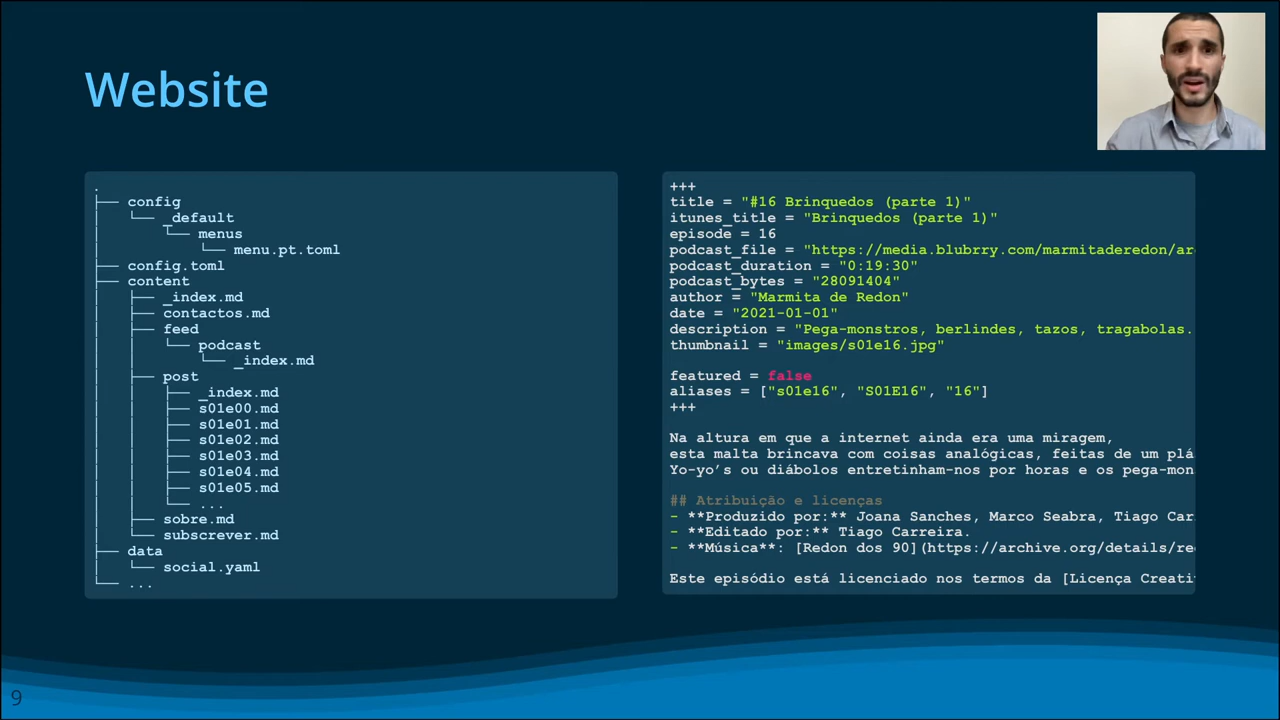 Website
.
├── config
│   └── _default
│       └── menus
│           └── menu.pt.toml
├── config.toml
├── content
│   ├── _index.md
│   ├── contactos.md
│   ├── feed
│   │   └── podcast
│   │       └── _index.md
│   ├── post
│   │   ├── _index.md
│   │   ├── s01e00.md
│   │   ├── s01e01.md
│   │   ├── s01e02.md
│   │   ├── s01e03.md
│   │   ├── s01e04.md
│   │   ├── s01e05.md
│   │   └── ...
│   ├── sobre.md
│   └── subscrever.md
├── data
│   └── social.yaml
└── ...
+++
title = "#16 Brinquedos (parte 1)"
itunes_title = "Brinquedos (parte 1)"
episode = 16
podcast_file = "https://media.blubrry.com/marmitaderedon/ar
podcast_duration = "0:19:30"
podcast_bytes = "28091404"
author = "Marmita de Redon"
date = "2021-01-01"
description = "Pega-monstros, berlindes, tazos, tragabolas.
thumbnail = "images/s01e16.jpg"
featured = false
aliases = ["s01e16", "S01E16", "16"]
+++
Na altura em que a internet ainda era uma miragem,
esta malta brincava com coisas analógicas, feitas de um plá
Yo-yo’s ou diábolos entretinham-nos por horas e os pega-mon
## Atribuição e licenças
- **Produzido por:** Joana Sanches, Marco Seabra, Tiago Car
- **Editado por:** Tiago Carreira.
- **Música**: [Redon dos 90](https://archive.org/details/re
Este episódio está licenciado nos termos da [Licença Creati
9